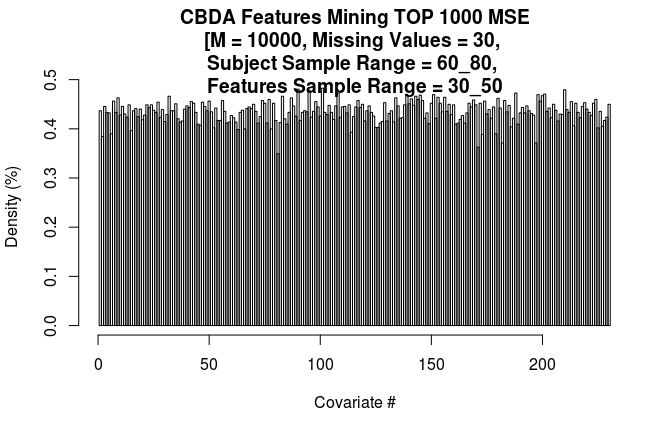 CBDA Features Mining TOP 1000 MSE
[M = 10000, Missing Values = 30,
Subject Sample Range = 60_80,
Features Sample Range = 30_50
Density (%)
0.5
0.4
0.3
0.2
0.1
0.0
0 50 100 150 200
Covariate #